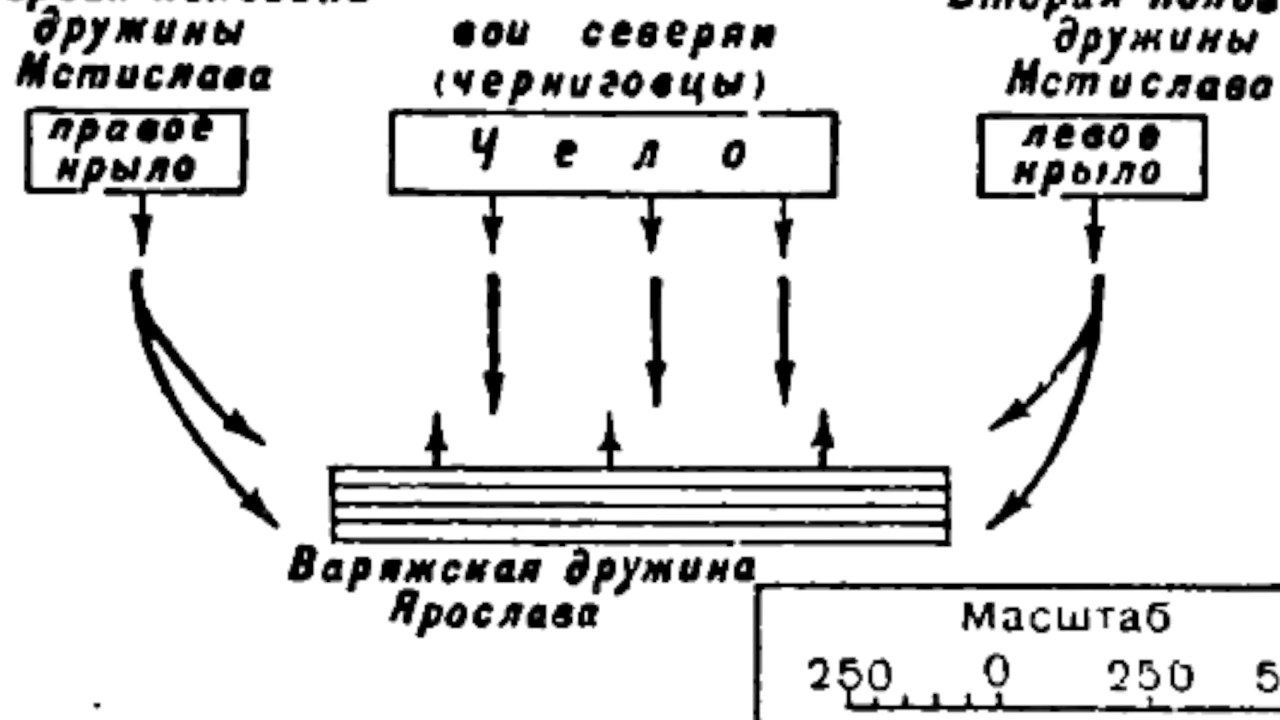 дружины
Мстислава
вои северян
(черниговцы)
дружины
Мстислава
правое
крыло
Чело
левое
крыло
Варяжская дружина
Ярослава
Масштаб
250 0 250